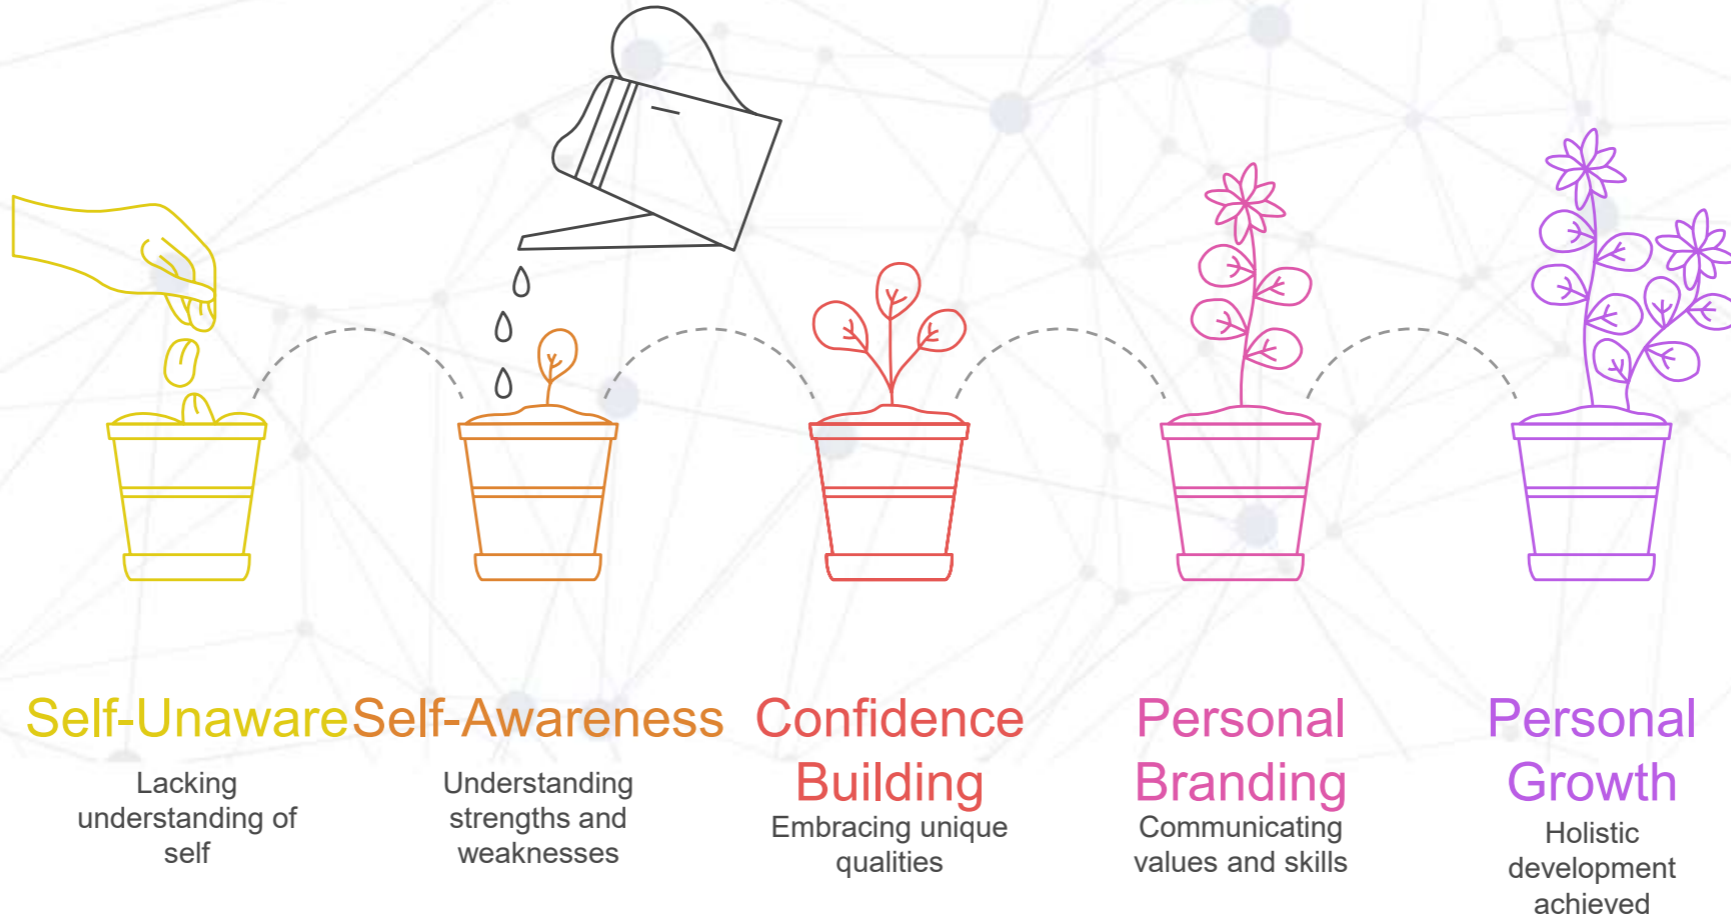 Self-Unaware
Lacking
understanding of
self
Self-Awareness
Understanding
strengths and
weaknesses
Confidence
Building
Embracing unique
qualities
Personal
Branding
Communicating
values and skills
Personal
Growth
Holistic
development
achieved